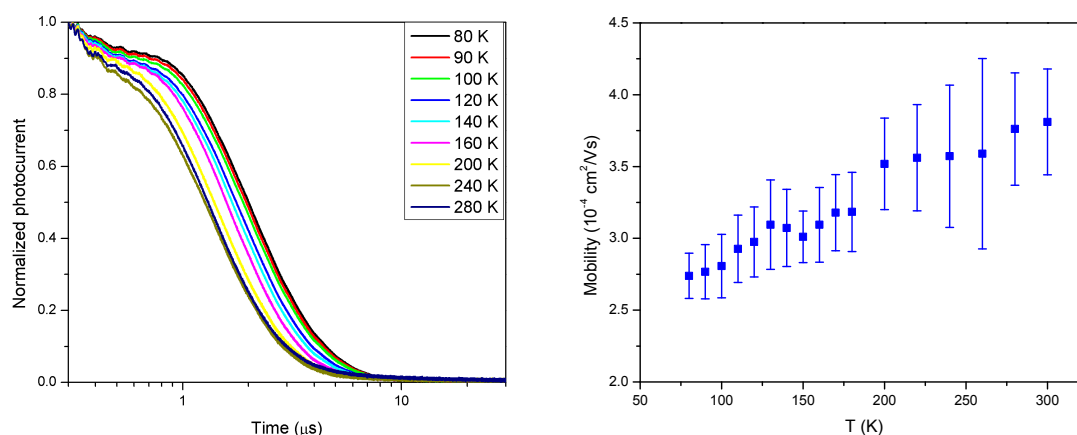 1.0
0.8
0.6
0.4
0.2
0.0
Normalized photocurrent
1
10
Time (μs)
80 K
90 K
100 K
120 K
140 K
160 K
200 K
240 K
280 K
4.5
4.0
3.5
3.0
2.5
2.0
Mobility (10⁻⁴ cm²/Vs)
50 100 150 200 250 300
T (K)